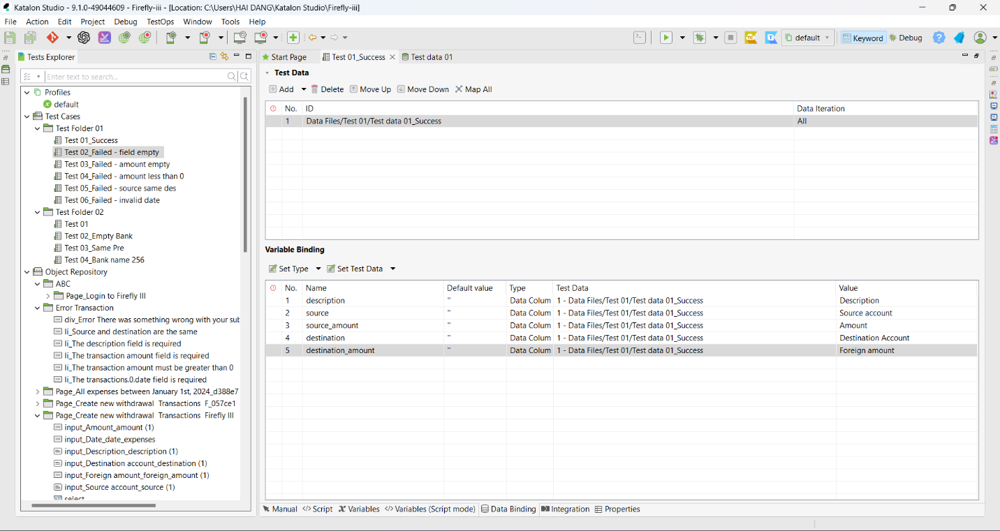 Katalon Studio - 9.1.0-49044609 - Firefly-iii - [Location: C:\Users\HAI DANG\Katalon Studio\Firefly-iii]
File Action Edit Project Debug TestOps Window Tools Help
default Keyword Debug
Tests Explorer
Enter text to search...
Profiles
default
Test Cases
Test Folder 01
Test 01_Success
Test 02_Failed - field empty
Test 03_Failed - amount empty
Test 04_Failed - amount less than 0
Test 05_Failed - source same des
Test 06_Failed - invalid date
Test Folder 02
Test 01
Test 02_Empty Bank
Test 03_Same Pre
Test 04_Bank name 256
Object Repository
ABC
Page_Login to Firefly III
Error Transaction
div_Error There was something wrong with your sub
li_Source and destination are the same
li_The description field is required
li_The transaction amount field is required
li_The transaction amount must be greater than 0
li_The transactions.0.date field is required
Page_All expenses between January 1st, 2024_d388e7
Page_Create new withdrawal Transactions F_057ce1
Page_Create new withdrawal Transactions Firefly III
input_Amount_amount (1)
input_Date_date_expenses
input_Description_description (1)
input_Destination account_destination (1)
input_Foreign amount_foreign_amount (1)
input_Source account_source (1)
select
Start Page Test 01_Success Test data 01
Test Data
Add Delete Move Up Move Down Map All
No. ID Data Iteration
1 Data Files/Test 01/Test data 01_Success All
Variable Binding
Set Type Set Test Data
No. Name Default value Type Test Data Value
1 description '' Data Colum 1 - Data Files/Test 01/Test data 01_Success Description
2 source '' Data Colum 1 - Data Files/Test 01/Test data 01_Success Source account
3 source_amount '' Data Colum 1 - Data Files/Test 01/Test data 01_Success Amount
4 destination '' Data Colum 1 - Data Files/Test 01/Test data 01_Success Destination Account
5 destination_amount '' Data Colum 1 - Data Files/Test 01/Test data 01_Success Foreign amount
Manual Script Variables Variables (Script mode) Data Binding Integration Properties